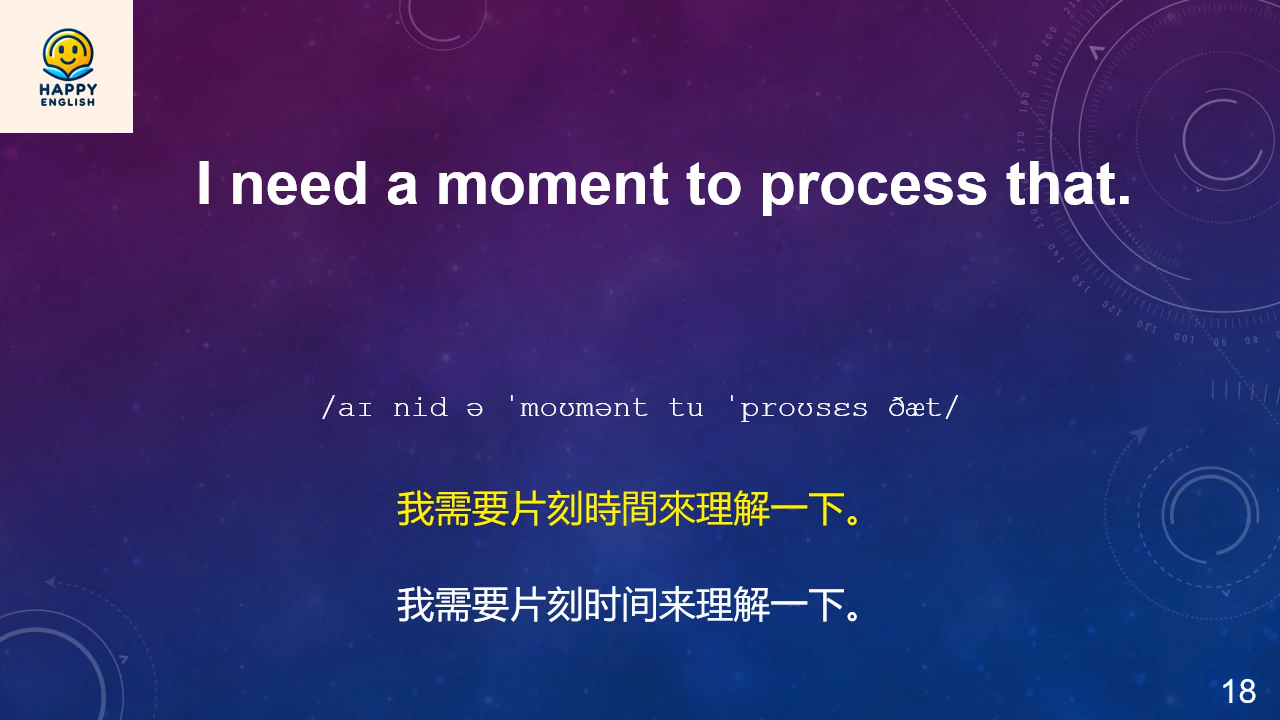 HAPPY
ENGLISH
I need a moment to process that.
/aɪ nid ə ˈmoʊmənt tu ˈproʊsɛs ðæt/
我需要片刻時間來理解一下。
我需要片刻时间来理解一下。
18